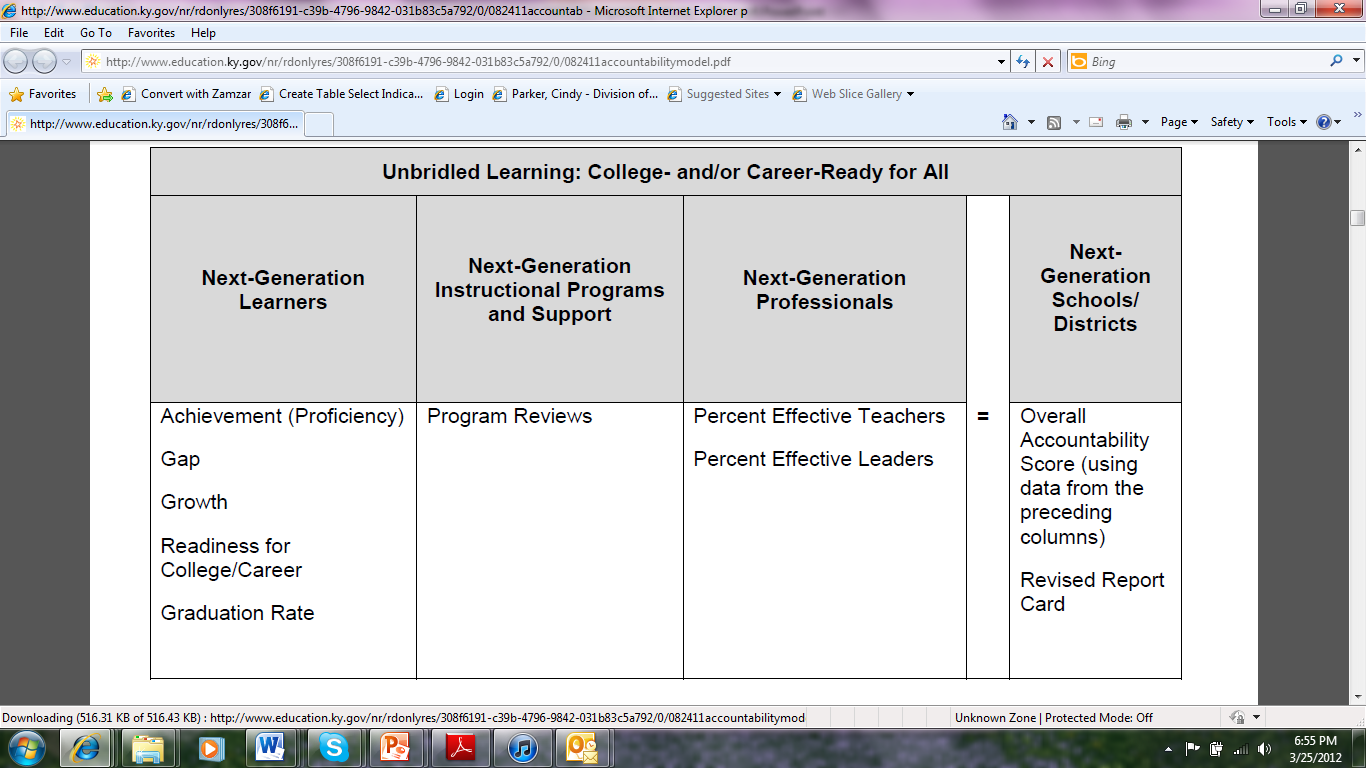 http://www.education.ky.gov/nr/rdonlyres/308f6191-c39b-4796-9842-031b83c5a792/0/082411accountab - Microsoft Internet Explorer p
File Edit Go To Favorites Help
http://www.education.ky.gov/nr/rdonlyres/308f6191-c39b-4796-9842-031b83c5a792/0/082411accountabilitymodel.pdf
Bing
Favorites Convert with Zamzar Create Table Select Indica... Login Parker, Cindy - Division of... Suggested Sites Web Slice Gallery
http://www.education.ky.gov/nr/rdonlyres/308f6...
Page Safety Tools
Unbridled Learning: College- and/or Career-Ready for All
Next-Generation
Learners
Next-Generation
Instructional Programs
and Support
Next-Generation
Professionals
Next-
Generation
Schools/
Districts
Achievement (Proficiency)
Gap
Growth
Readiness for
College/Career
Graduation Rate
Program Reviews
Percent Effective Teachers
Percent Effective Leaders
=
Overall
Accountability
Score (using
data from the
preceding
columns)
Revised Report
Card
Downloading (516.31 KB of 516.43 KB) : http://www.education.ky.gov/nr/rdonlyres/308f6191-c39b-4796-9842-031b83c5a792/0/082411accountabilitymod
Unknown Zone | Protected Mode: Off
6:55 PM
3/25/2012